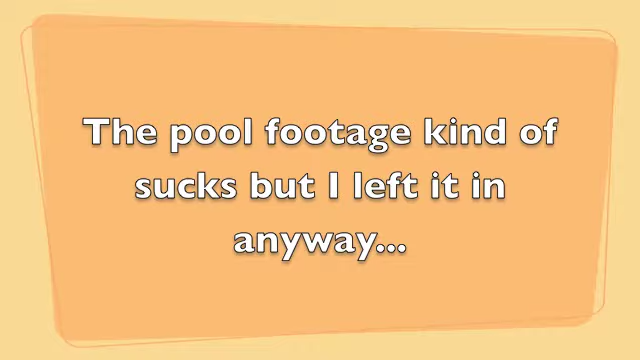 The pool footage kind of
sucks but I left it in
anyway...